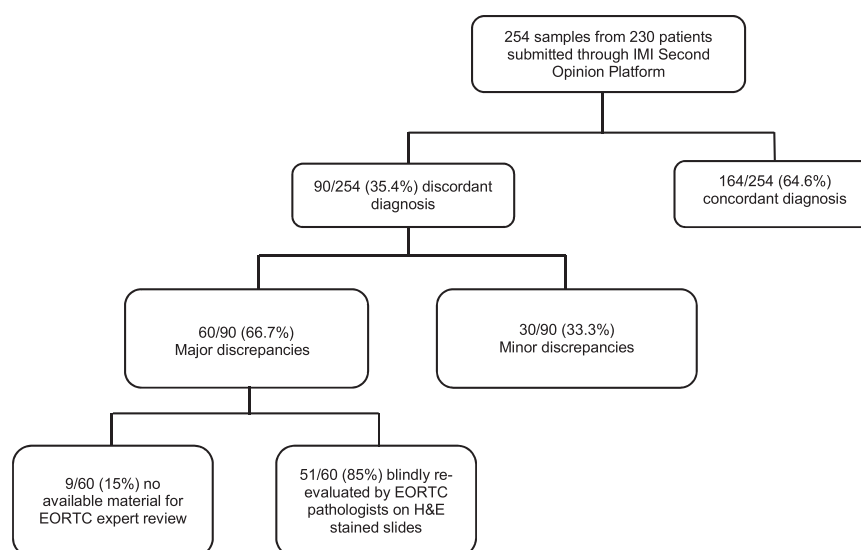 254 samples from 230 patients
submitted through IMI Second
Opinion Platform
90/254 (35.4%) discordant
diagnosis
164/254 (64.6%)
concordant diagnosis
60/90 (66.7%)
Major discrepancies
30/90 (33.3%)
Minor discrepancies
9/60 (15%) no
available material for
EORTC expert review
51/60 (85%) blindly re-
evaluated by EORTC
pathologists on H&E
stained slides